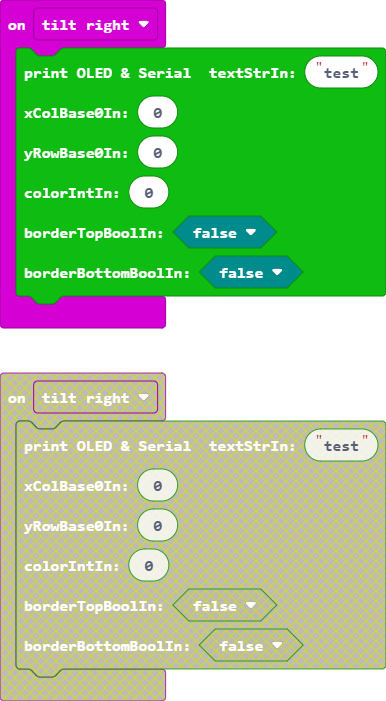 on tilt right
print OLED & Serial textStrIn: "test"
xColBase0In: 0
yRowBase0In: 0
colorIntIn: 0
borderTopBoolIn: false
borderBottomBoolIn: false
on tilt right
print OLED & Serial textStrIn: "test"
xColBase0In: 0
yRowBase0In: 0
colorIntIn: 0
borderTopBoolIn: false
borderBottomBoolIn: false